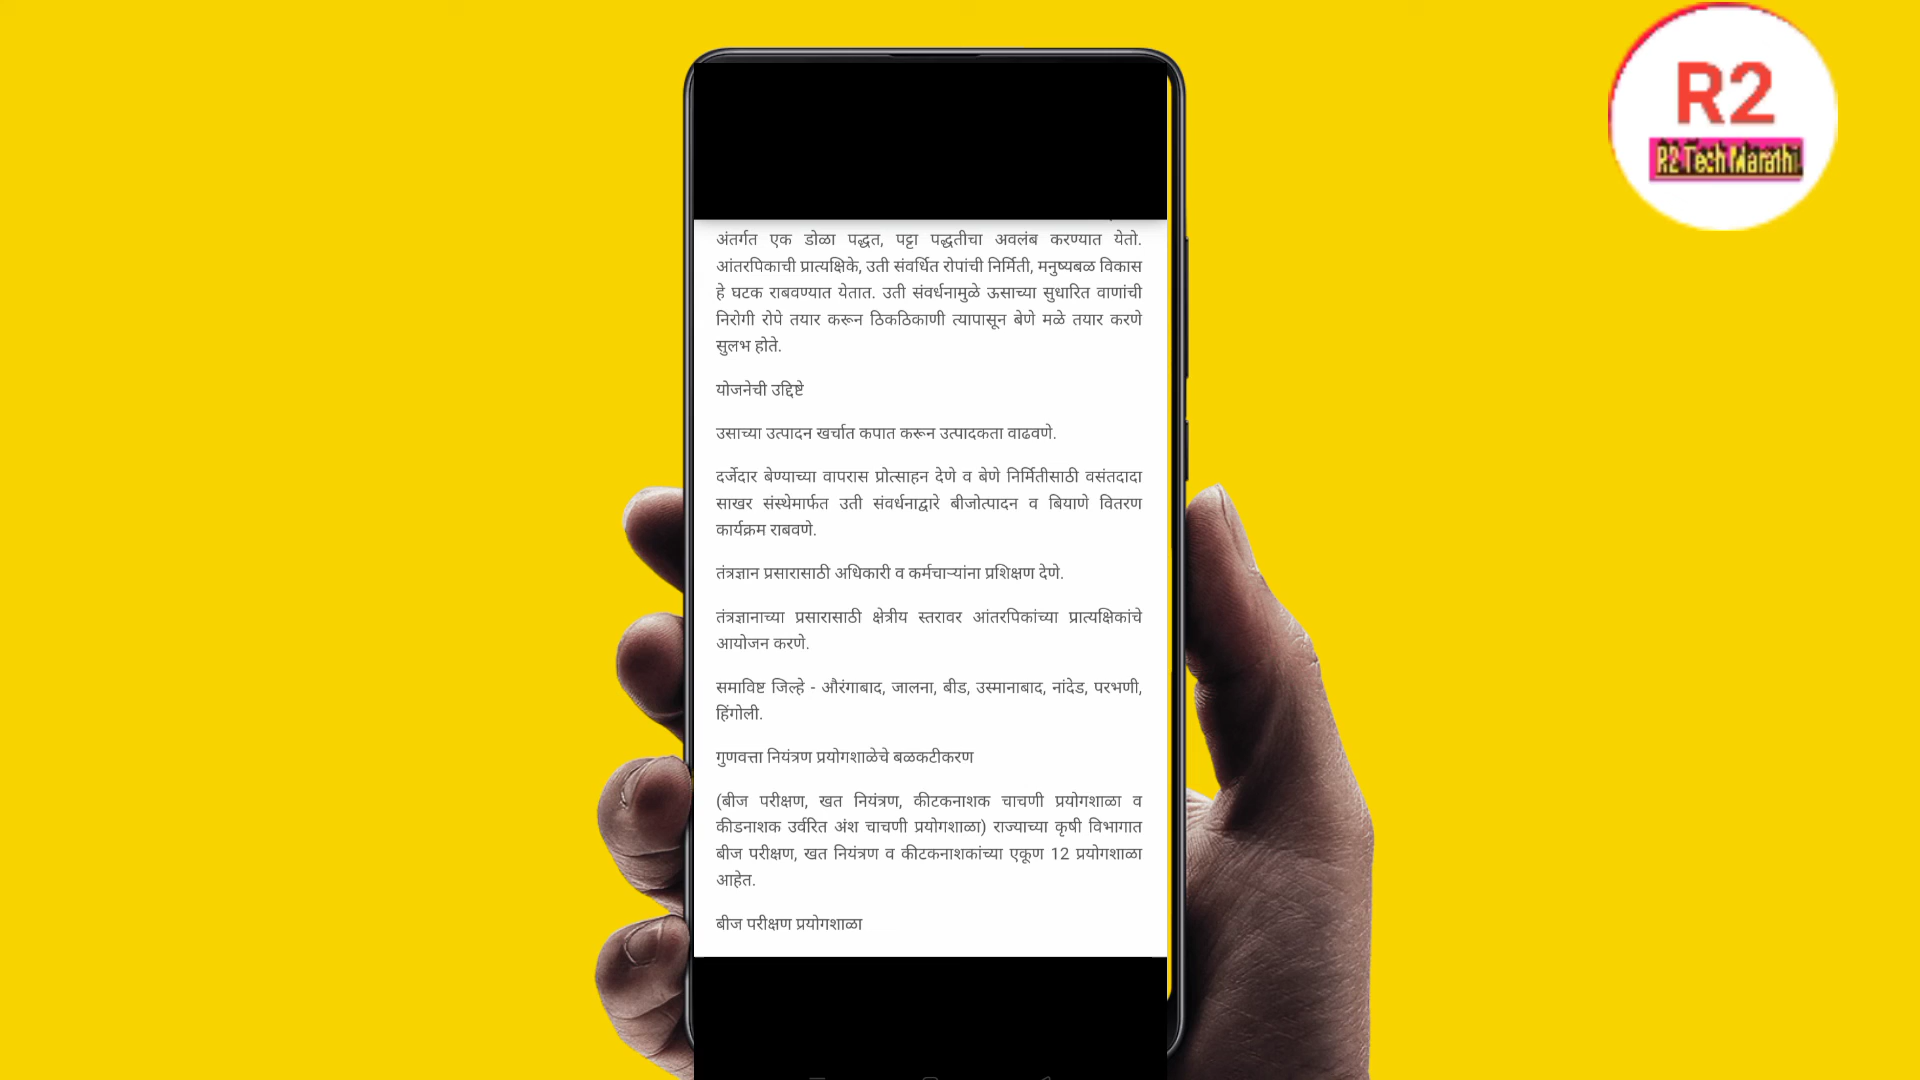 R2
R2 Tech Marathi
अंतर्गत एक डोळा पद्धत, पट्टा पद्धतीचा अवलंब करण्यात येतो.
आंतरपिकाची प्रात्यक्षिके, उती संवर्धित रोपांची निर्मिती, मनुष्यबळ विकास
हे घटक राबवण्यात येतात. उती संवर्धनामुळे ऊसाच्या सुधारित वाणांची
निरोगी रोपे तयार करून ठिकठिकाणी त्यापासून बेणे मळे तयार करणे
सुलभ होते.
योजनेची उद्दिष्टे
उसाच्या उत्पादन खर्चात कपात करून उत्पादकता वाढवणे.
दर्जेदार बेण्याच्या वापरास प्रोत्साहन देणे व बेणे निर्मितीसाठी वसंतदादा
साखर संस्थेमार्फत उती संवर्धनाद्वारे बीजोत्पादन व बियाणे वितरण
कार्यक्रम राबवणे.
तंत्रज्ञान प्रसारासाठी अधिकारी व कर्मचाऱ्यांना प्रशिक्षण देणे.
तंत्रज्ञानाच्या प्रसारासाठी क्षेत्रीय स्तरावर आंतरपिकांच्या प्रात्यक्षिकांचे
आयोजन करणे.
समाविष्ट जिल्हे - औरंगाबाद, जालना, बीड, उस्मानाबाद, नांदेड, परभणी,
हिंगोली.
गुणवत्ता नियंत्रण प्रयोगशाळेचे बळकटीकरण
(बीज परीक्षण, खत नियंत्रण, कीटकनाशक चाचणी प्रयोगशाळा व
कीडनाशक उर्वरित अंश चाचणी प्रयोगशाळा) राज्याच्या कृषी विभागात
बीज परीक्षण, खत नियंत्रण व कीटकनाशकांच्या एकूण 12 प्रयोगशाळा
आहेत.
बीज परीक्षण प्रयोगशाळा